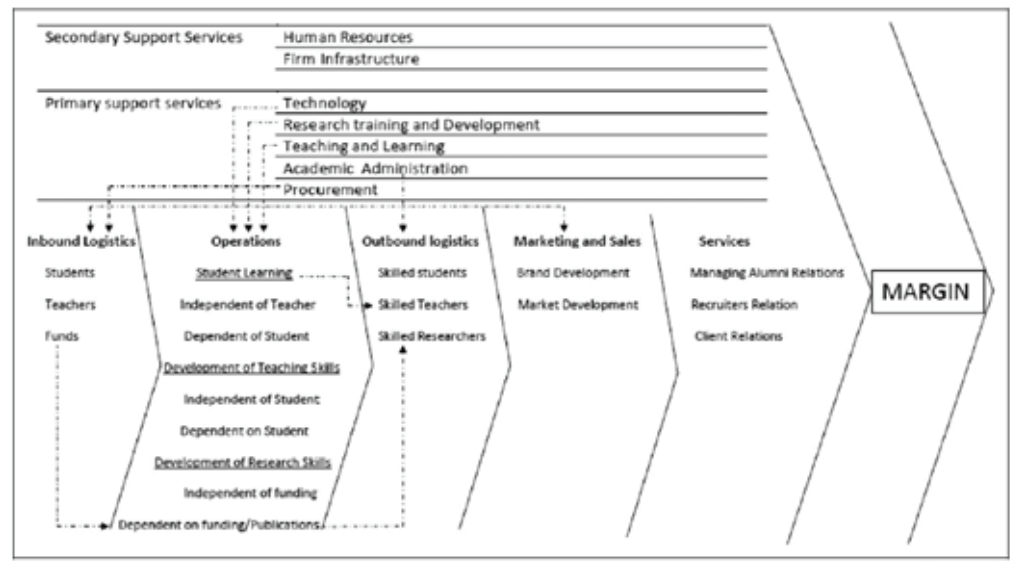 Secondary Support Services
Human Resources
Firm Infrastructure
Primary support services
Technology
Research training and Development
Teaching and Learning
Academic Administration
Procurement
Inbound Logistics
Students
Teachers
Funds
Operations
Student Learning
Independent of Teacher
Dependent of Student
Development of Teaching Skills
Independent of Student
Dependent on Student
Development of Research Skills
Independent of funding
Dependent on funding/Publications
Outbound logistics
Skilled students
Skilled Teachers
Skilled Researchers
Marketing and Sales
Brand Development
Market Development
Services
Managing Alumni Relations
Recruiters Relation
Client Relations
MARGIN